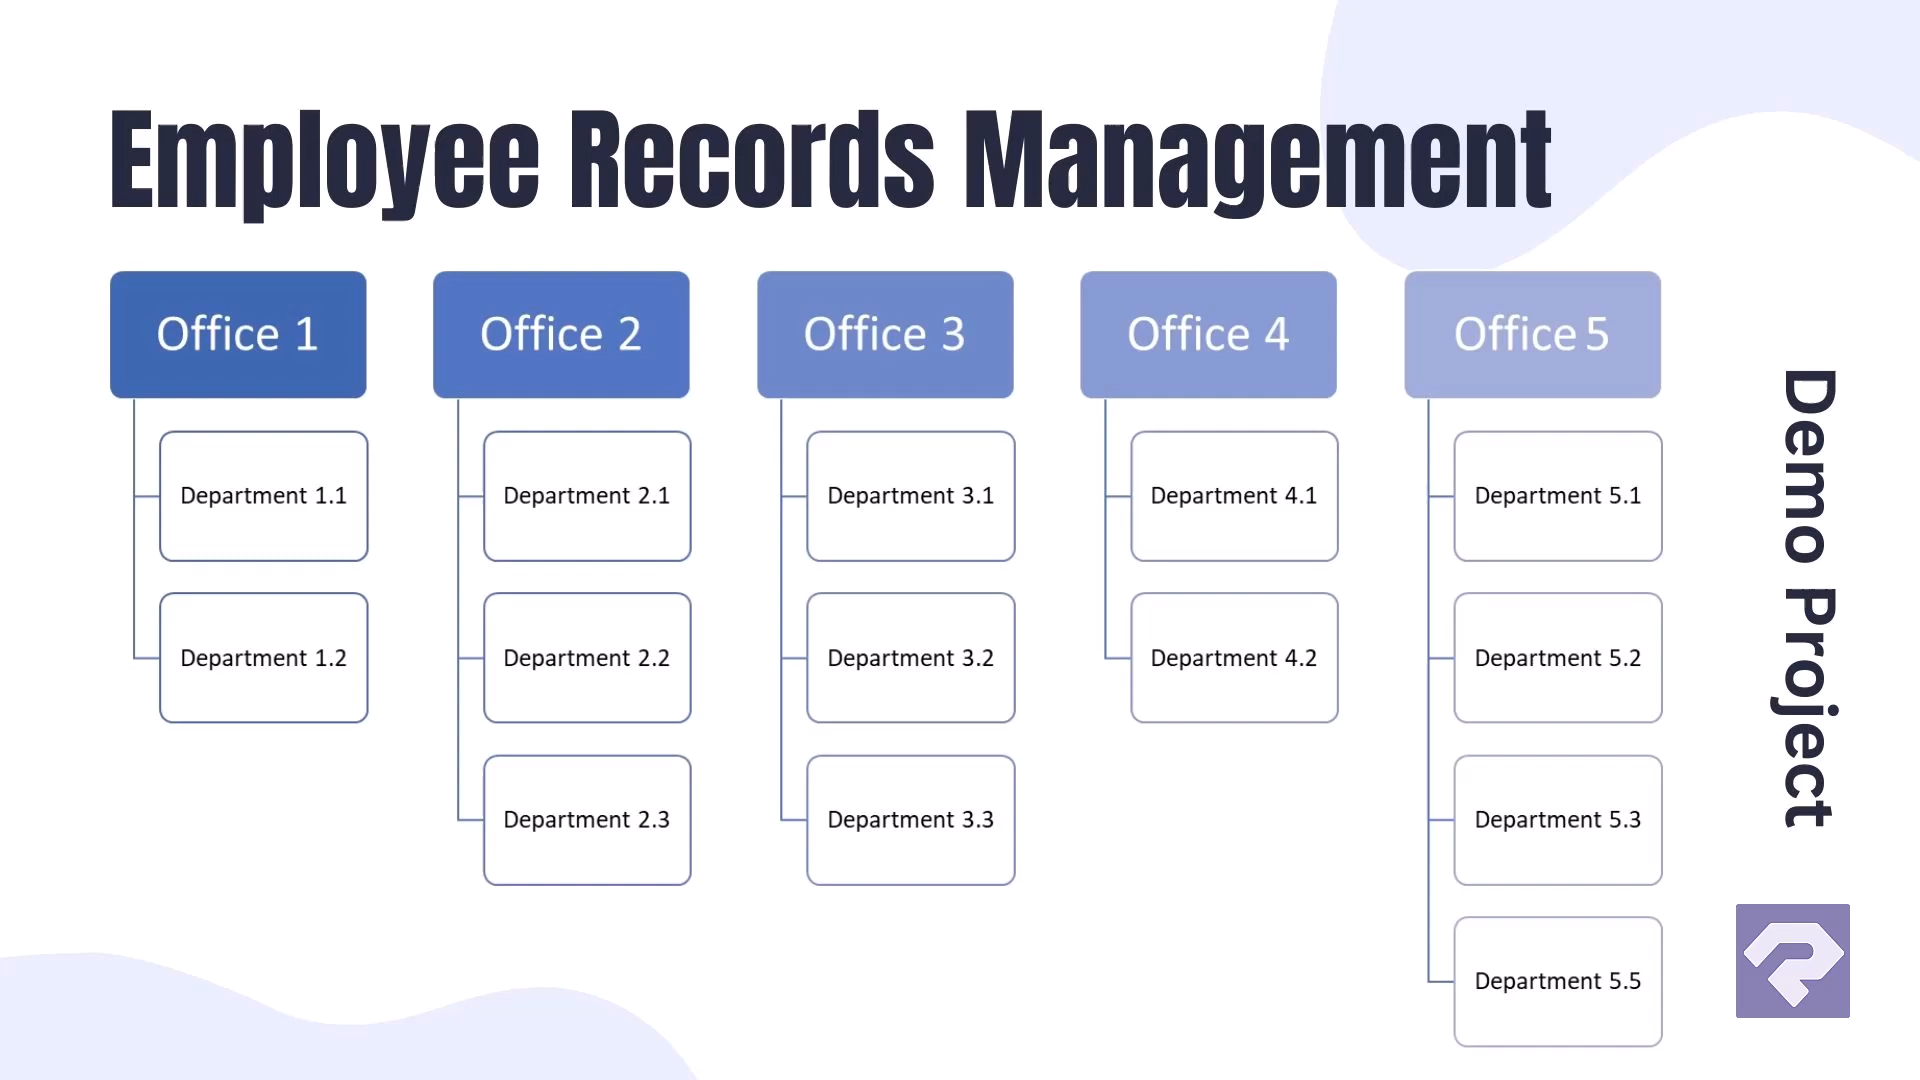 Employee Records Management
Office 1
Department 1.1
Department 1.2
Office 2
Department 2.1
Department 2.2
Department 2.3
Office 3
Department 3.1
Department 3.2
Department 3.3
Office 4
Department 4.1
Department 4.2
Office 5
Department 5.1
Department 5.2
Department 5.3
Department 5.5
Demo Project